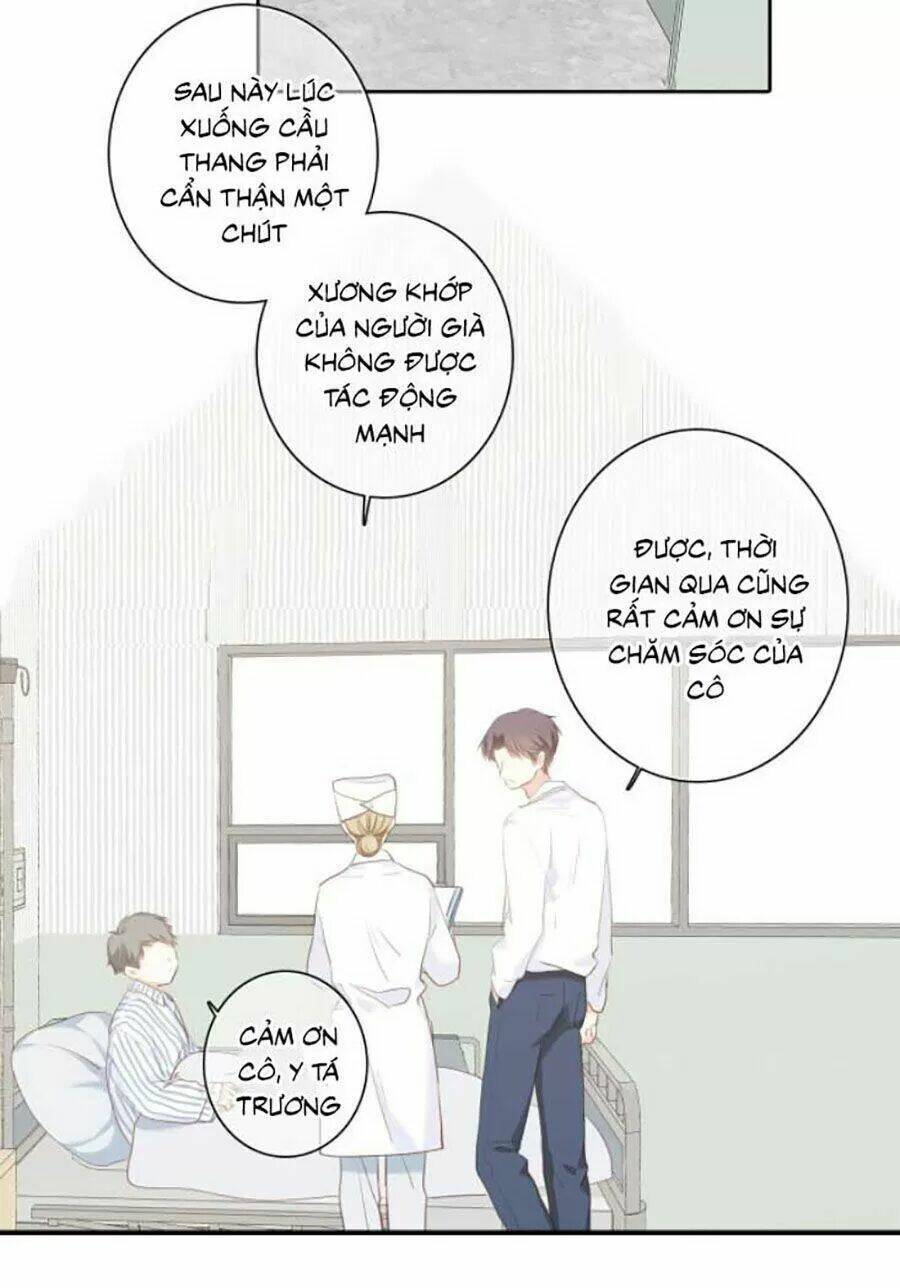 SAU NÀY LÚC
XUỐNG CẦU
THANG PHẢI
CẨN THẬN MỘT
CHÚT
XƯƠNG KHỚP
CỦA NGƯỜI GIÀ
KHÔNG ĐƯỢC
TÁC ĐỘNG
MẠNH
ĐƯỢC, THỜI
GIAN QUA CŨNG
RẤT CẢM ƠN SỰ
CHĂM SÓC CỦA
CÔ
CẢM ƠN
CÔ, Y TÁ
TRƯƠNG